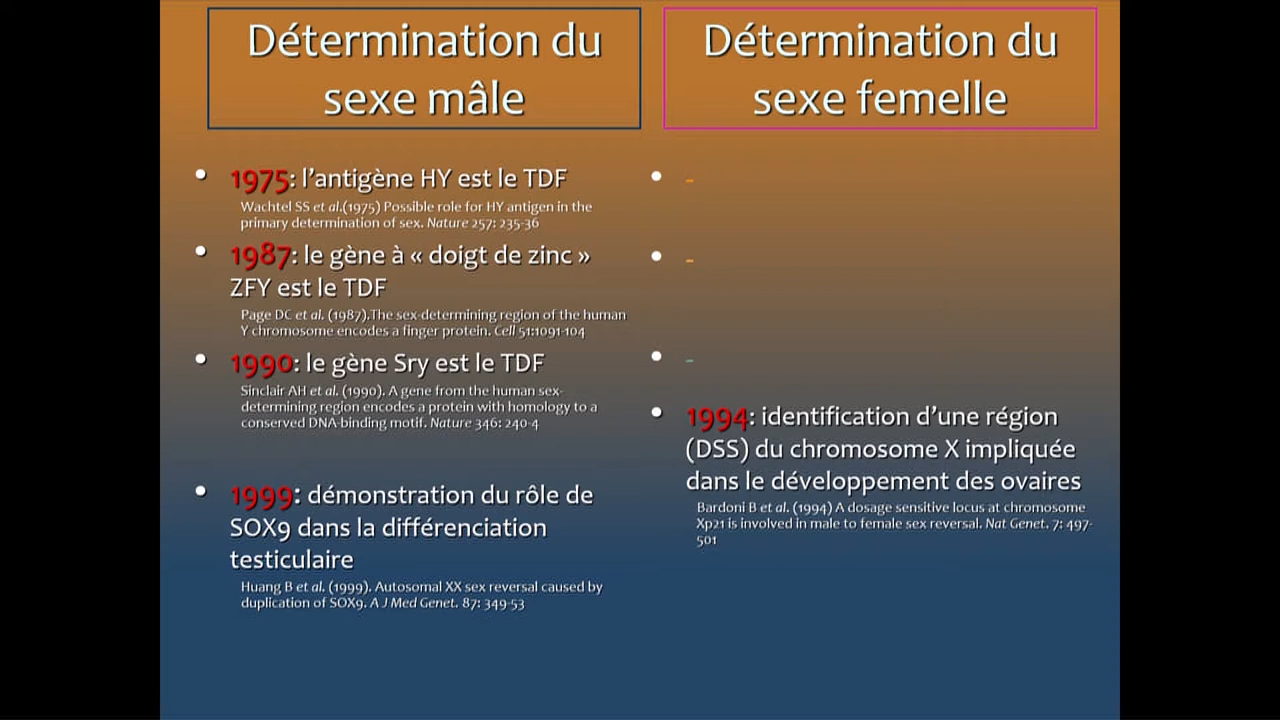 Détermination du
sexe mâle
• 1975: l’antigène HY est le TDF
Wachtel SS et al.(1975) Possible role for HY antigen in the
primary determination of sex. Nature 257: 235-36
• 1987: le gène à « doigt de zinc »
ZFY est le TDF
Page DC et al. (1987).The sex-determining region of the human
Y chromosome encodes a finger protein. Cell 51:1091-104
• 1990: le gène Sry est le TDF
Sinclair AH et al. (1990). A gene from the human sex-
determining region encodes a protein with homology to a
conserved DNA-binding motif. Nature 346: 240-4
• 1999: démonstration du rôle de
SOX9 dans la différenciation
testiculaire
Huang B et al. (1999). Autosomal XX sex reversal caused by
duplication of SOX9. A J Med Genet. 87: 349-53
Détermination du
sexe femelle
• -
• -
• -
• 1994: identification d’une région
(DSS) du chromosome X impliquée
dans le développement des ovaires
Bardoni B et al. (1994) A dosage sensitive locus at chromosome
Xp21 is involved in male to female sex reversal. Nat Genet. 7: 497-
501